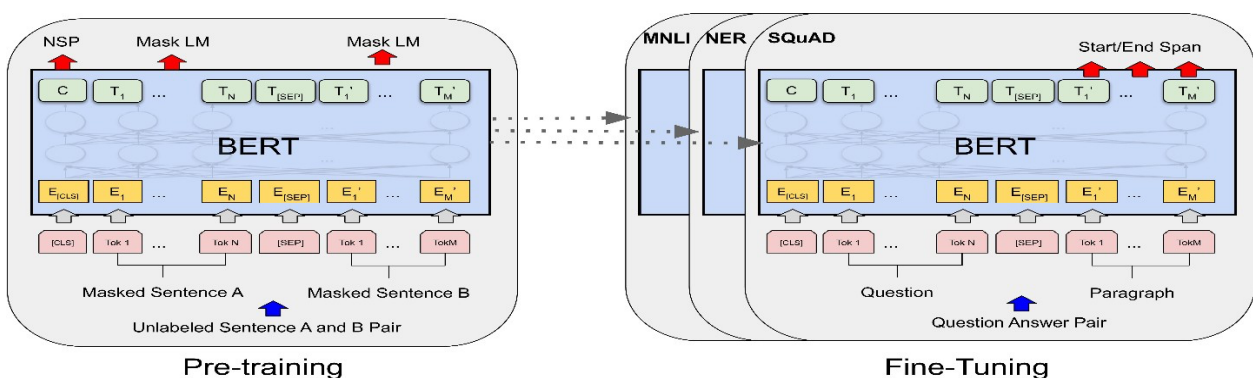 NSP Mask LM Mask LM
C T1 ... TN T[SEP] T1' ... TM'
BERT
E[CLS] E1 ... EN E[SEP] E1' ... EM'
[CLS] Tok 1 ... Tok N [SEP] Tok 1 ... TokM
Masked Sentence A Masked Sentence B
Unlabeled Sentence A and B Pair
Pre-training
MNLI NER SQuAD
Start/End Span
C T1 ... TN T[SEP] T1' ... TM'
BERT
E[CLS] E1 ... EN E[SEP] E1' ... EM'
[CLS] Tok 1 ... Tok N [SEP] Tok 1 ... TokM
Question Paragraph
Question Answer Pair
Fine-Tuning